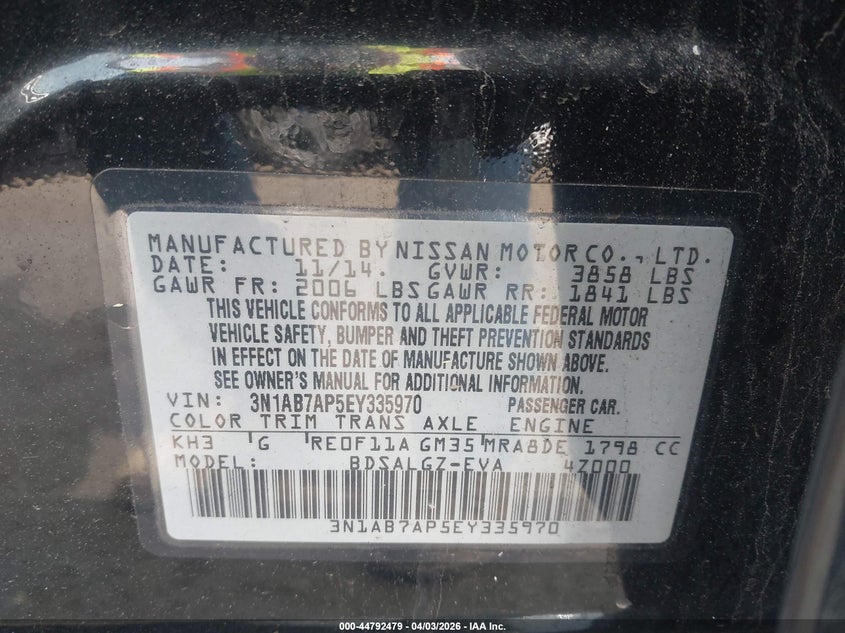 MANUFACTURED BY NISSAN MOTOR CO., LTD.
DATE: 11/14. GVWR: 3858 LBS
GAWR FR: 2006 LBS GAWR RR: 1841 LBS
THIS VEHICLE CONFORMS TO ALL APPLICABLE FEDERAL MOTOR
VEHICLE SAFETY, BUMPER AND THEFT PREVENTION STANDARDS
IN EFFECT ON THE DATE OF MANUFACTURE SHOWN ABOVE.
SEE OWNER'S MANUAL FOR ADDITIONAL INFORMATION.
VIN: 3N1AB7AP5EY335970 PASSENGER CAR.
COLOR TRIM TRANS AXLE ENGINE
KH3 G RE0F11A GM35 MRA8DE 1798 CC
MODEL: BDSALGZ-EVA 4Z000
3N1AB7AP5EY335970
000-44792479 - 04/03/2026 - IAA Inc.